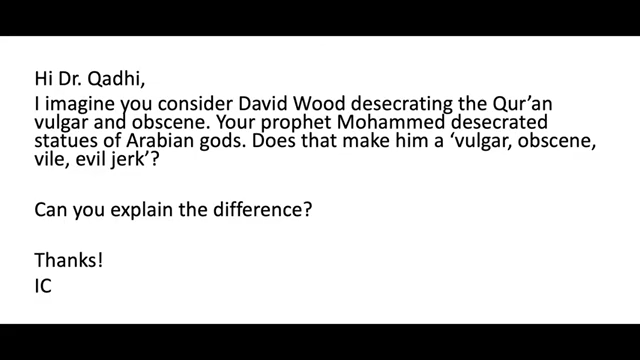 Hi Dr. Qadhi,
I imagine you consider David Wood desecrating the Qur’an
vulgar and obscene. Your prophet Mohammed desecrated
statues of Arabian gods. Does that make him a ‘vulgar, obscene,
vile, evil jerk’?
Can you explain the difference?
Thanks!
IC